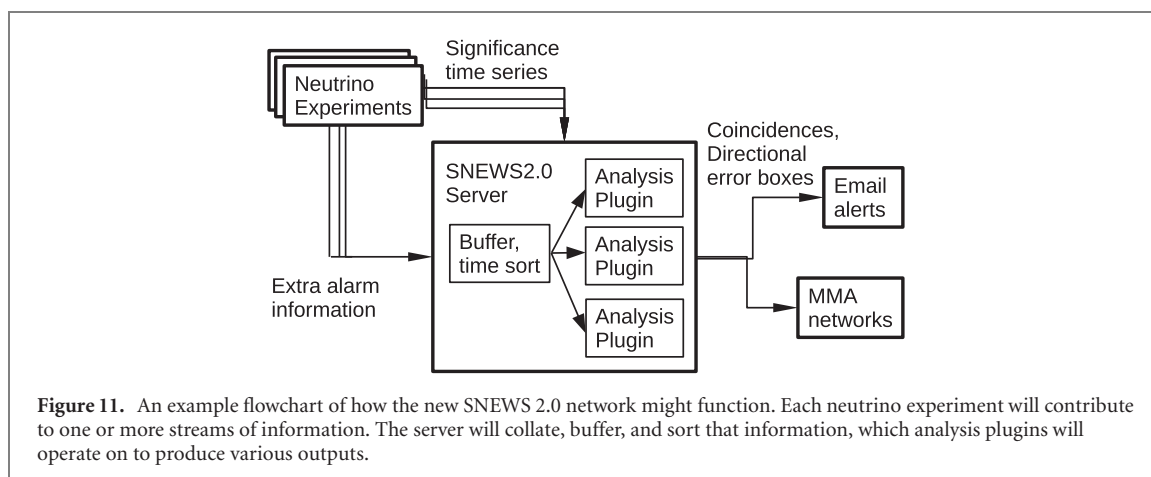 Significance
time series
Neutrino
Experiments
Coincidences,
Directional
error boxes
SNEWS2.0
Server
Analysis
Plugin
Email
alerts
Buffer,
time sort
Analysis
Plugin
Extra alarm
information
MMA
networks
Analysis
Plugin
Figure 11. An example flowchart of how the new SNEWS 2.0 network might function. Each neutrino experiment will contribute
to one or more streams of information. The server will collate, buffer, and sort that information, which analysis plugins will
operate on to produce various outputs.